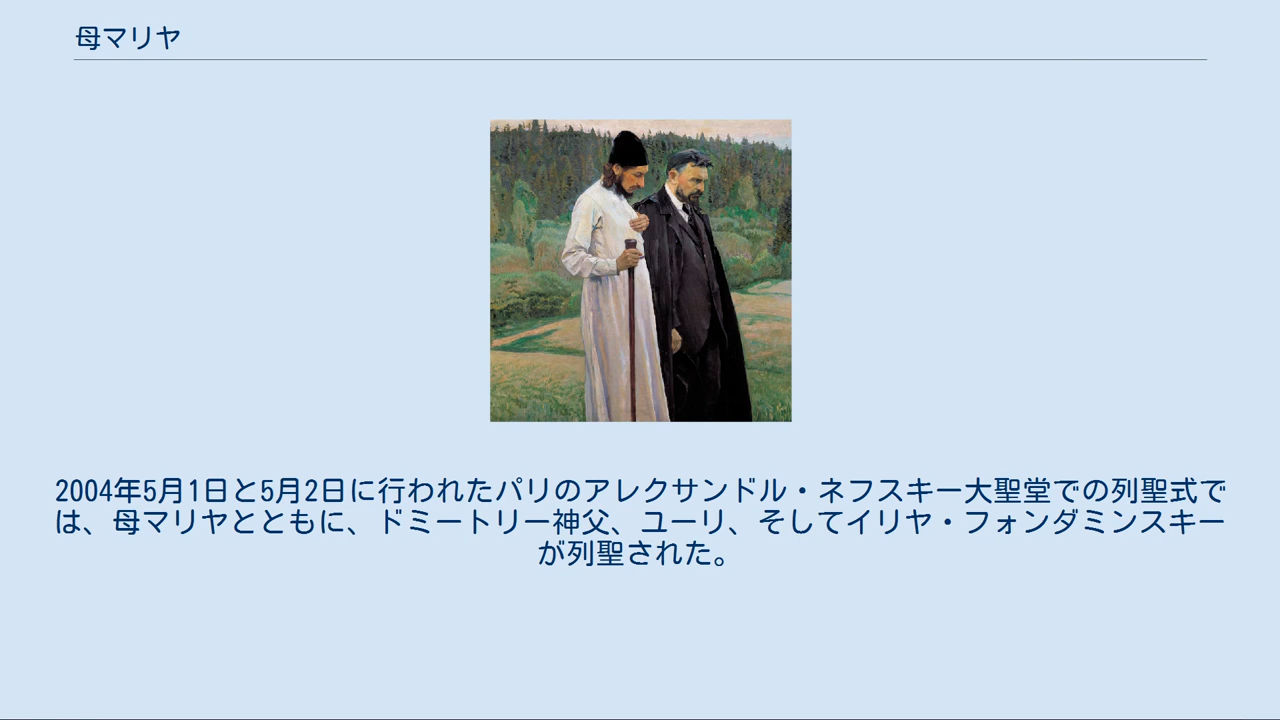 母マリヤ
2004年5月1日と5月2日に行われたパリのアレクサンドル・ネフスキー大聖堂での列聖式で
は、母マリヤとともに、ドミートリー神父、ユーリ、そしてイリヤ・フォンダミンスキー
が列聖された。